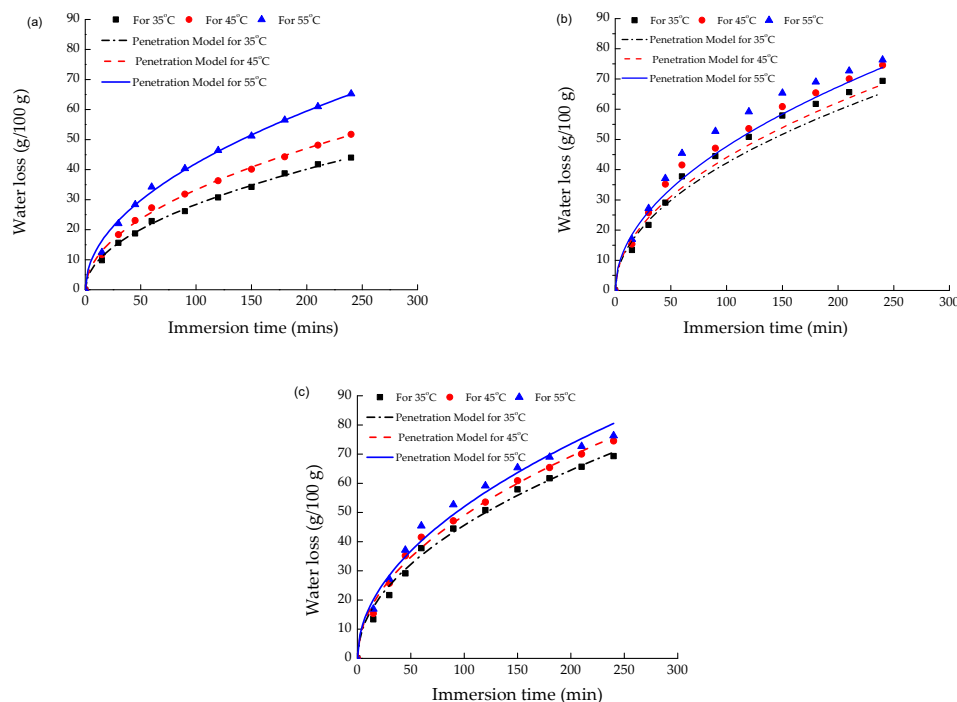 (a)
For 35°C For 45°C For 55°C
Penetration Model for 35°C
Penetration Model for 45°C
Penetration Model for 55°C
90
80
70
60
50
40
30
20
10
0
Water loss (g/100 g)
0 50 100 150 200 250 300
Immersion time (mins)
(b)
For 35°C For 45°C For 55°C
Penetration Model for 35°C
Penetration Model for 45°C
Penetration Model for 55°C
90
80
70
60
50
40
30
20
10
0
Water loss (g/100 g)
0 50 100 150 200 250 300
Immersion time (min)
(c)
For 35°C For 45°C For 55°C
Penetration Model for 35°C
Penetration Model for 45°C
Penetration Model for 55°C
90
80
70
60
50
40
30
20
10
0
Water loss (g/100 g)
0 50 100 150 200 250 300
Immersion time (min)